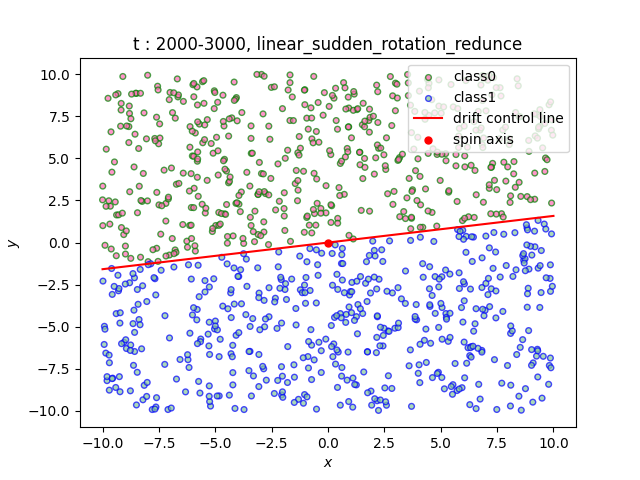 t : 2000-3000, linear_sudden_rotation_redunce
class0
class1
drift control line
spin axis
10.0
7.5
5.0
2.5
0.0
−2.5
−5.0
−7.5
−10.0
y
−10.0 −7.5 −5.0 −2.5 0.0 2.5 5.0 7.5 10.0
x